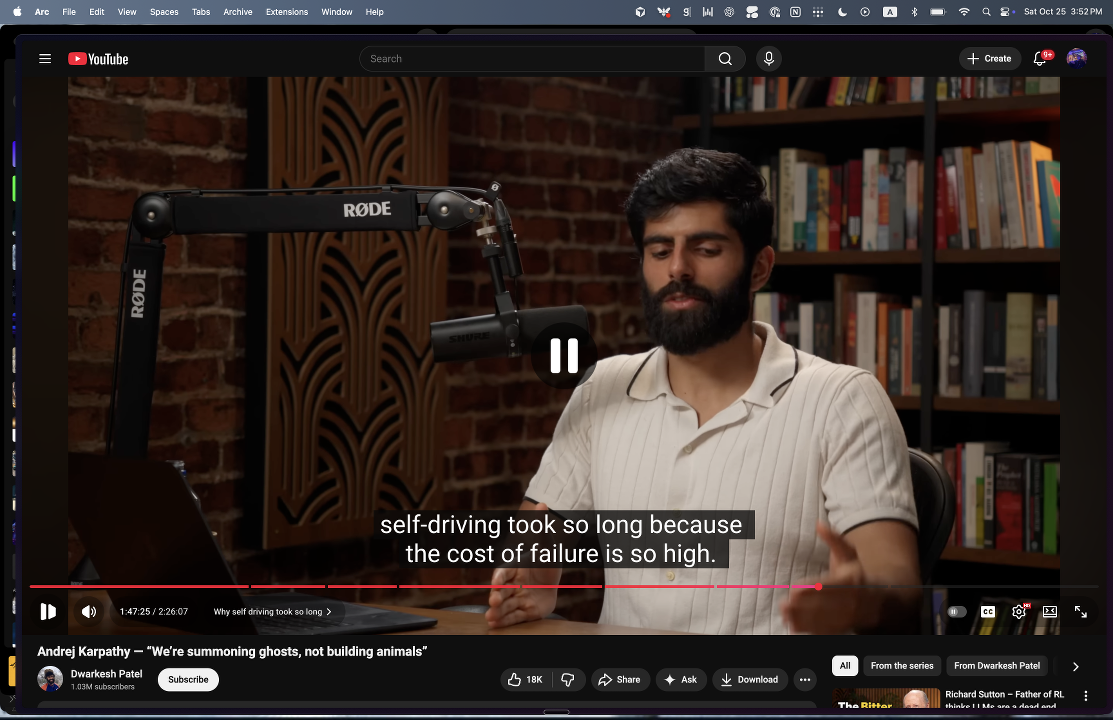 Arc File Edit View Spaces Tabs Archive Extensions Window Help A Sat Oct 25 3:52 PM
YouTube
Search
Create
9+
RØDE
RØDE
SHURE
self-driving took so long because
the cost of failure is so high.
1:47:25 / 2:26:07 Why self driving took so long
CC
HD
Andrej Karpathy — “We’re summoning ghosts, not building animals”
Dwarkesh Patel
1.03M subscribers
Subscribe
18K
Share
Ask
Download
All
From the series
From Dwarkesh Patel
The Bitter
Richard Sutton – Father of RL
thinks LLMs are a dead end